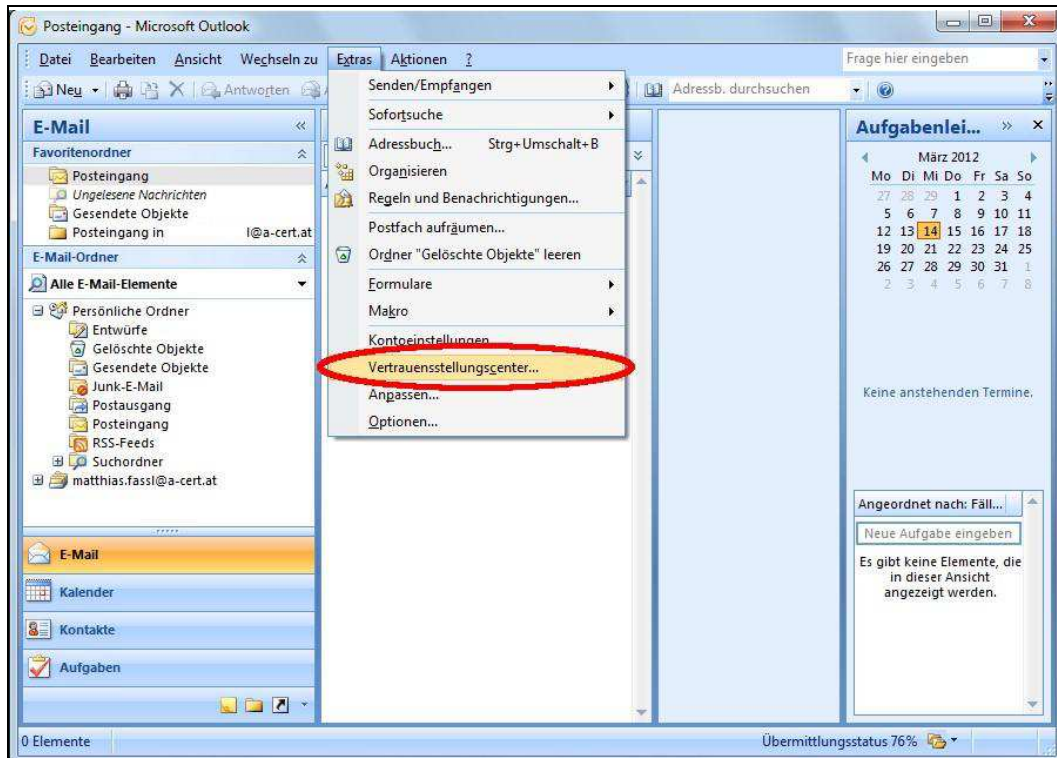 Posteingang - Microsoft Outlook
Datei Bearbeiten Ansicht Wechseln zu Extras Aktionen ?
Frage hier eingeben
Neu Antworten Adressb. durchsuchen
E-Mail
Favoritenordner
Posteingang
Ungelesene Nachrichten
Gesendete Objekte
Posteingang in l@a-cert.at
E-Mail-Ordner
Alle E-Mail-Elemente
Persönliche Ordner
Entwürfe
Gelöschte Objekte
Gesendete Objekte
Junk-E-Mail
Postausgang
Posteingang
RSS-Feeds
Suchordner
matthias.fassl@a-cert.at
E-Mail
Kalender
Kontakte
Aufgaben
Senden/Empfangen
Sofortsuche
Adressbuch... Strg+Umschalt+B
Organisieren
Regeln und Benachrichtigungen...
Postfach aufräumen...
Ordner "Gelöschte Objekte" leeren
Formulare
Makro
Kontoeinstellungen
Vertrauensstellungscenter...
Anpassen...
Optionen...
Aufgabenlei...
März 2012
Mo Di Mi Do Fr Sa So
27 28 29 1 2 3 4
5 6 7 8 9 10 11
12 13 14 15 16 17 18
19 20 21 22 23 24 25
26 27 28 29 30 31 1
2 3 4 5 6 7 8
Keine anstehenden Termine.
Angeordnet nach: Fäll...
Neue Aufgabe eingeben
Es gibt keine Elemente, die
in dieser Ansicht
angezeigt werden.
0 Elemente
Übermittlungsstatus 76%